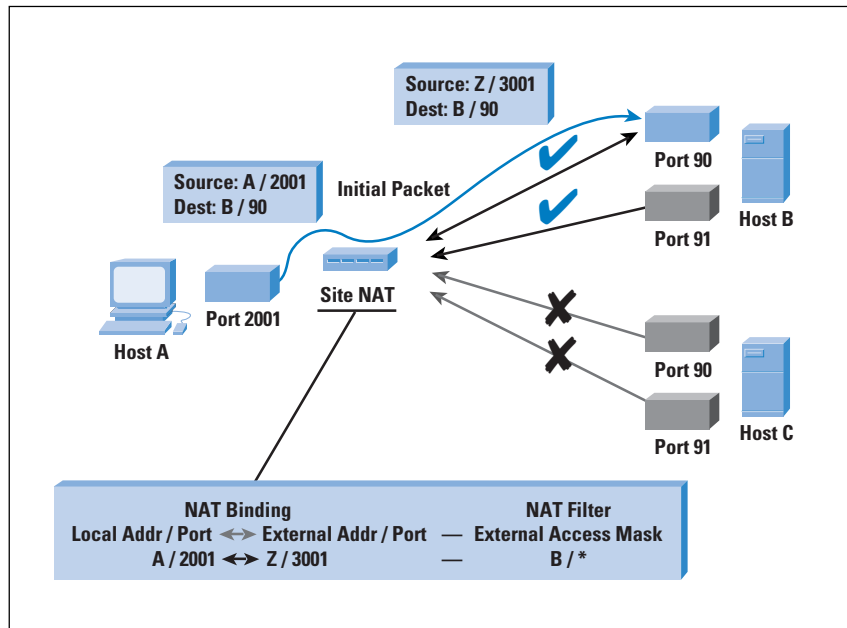 Source: Z / 3001
Dest: B / 90
Source: A / 2001
Dest: B / 90
Initial Packet
Port 90
Host B
Port 91
Site NAT
Port 2001
Host A
Port 90
Host C
Port 91
NAT Binding NAT Filter
Local Addr / Port External Addr / Port — External Access Mask
A / 2001 Z / 3001 — B / *